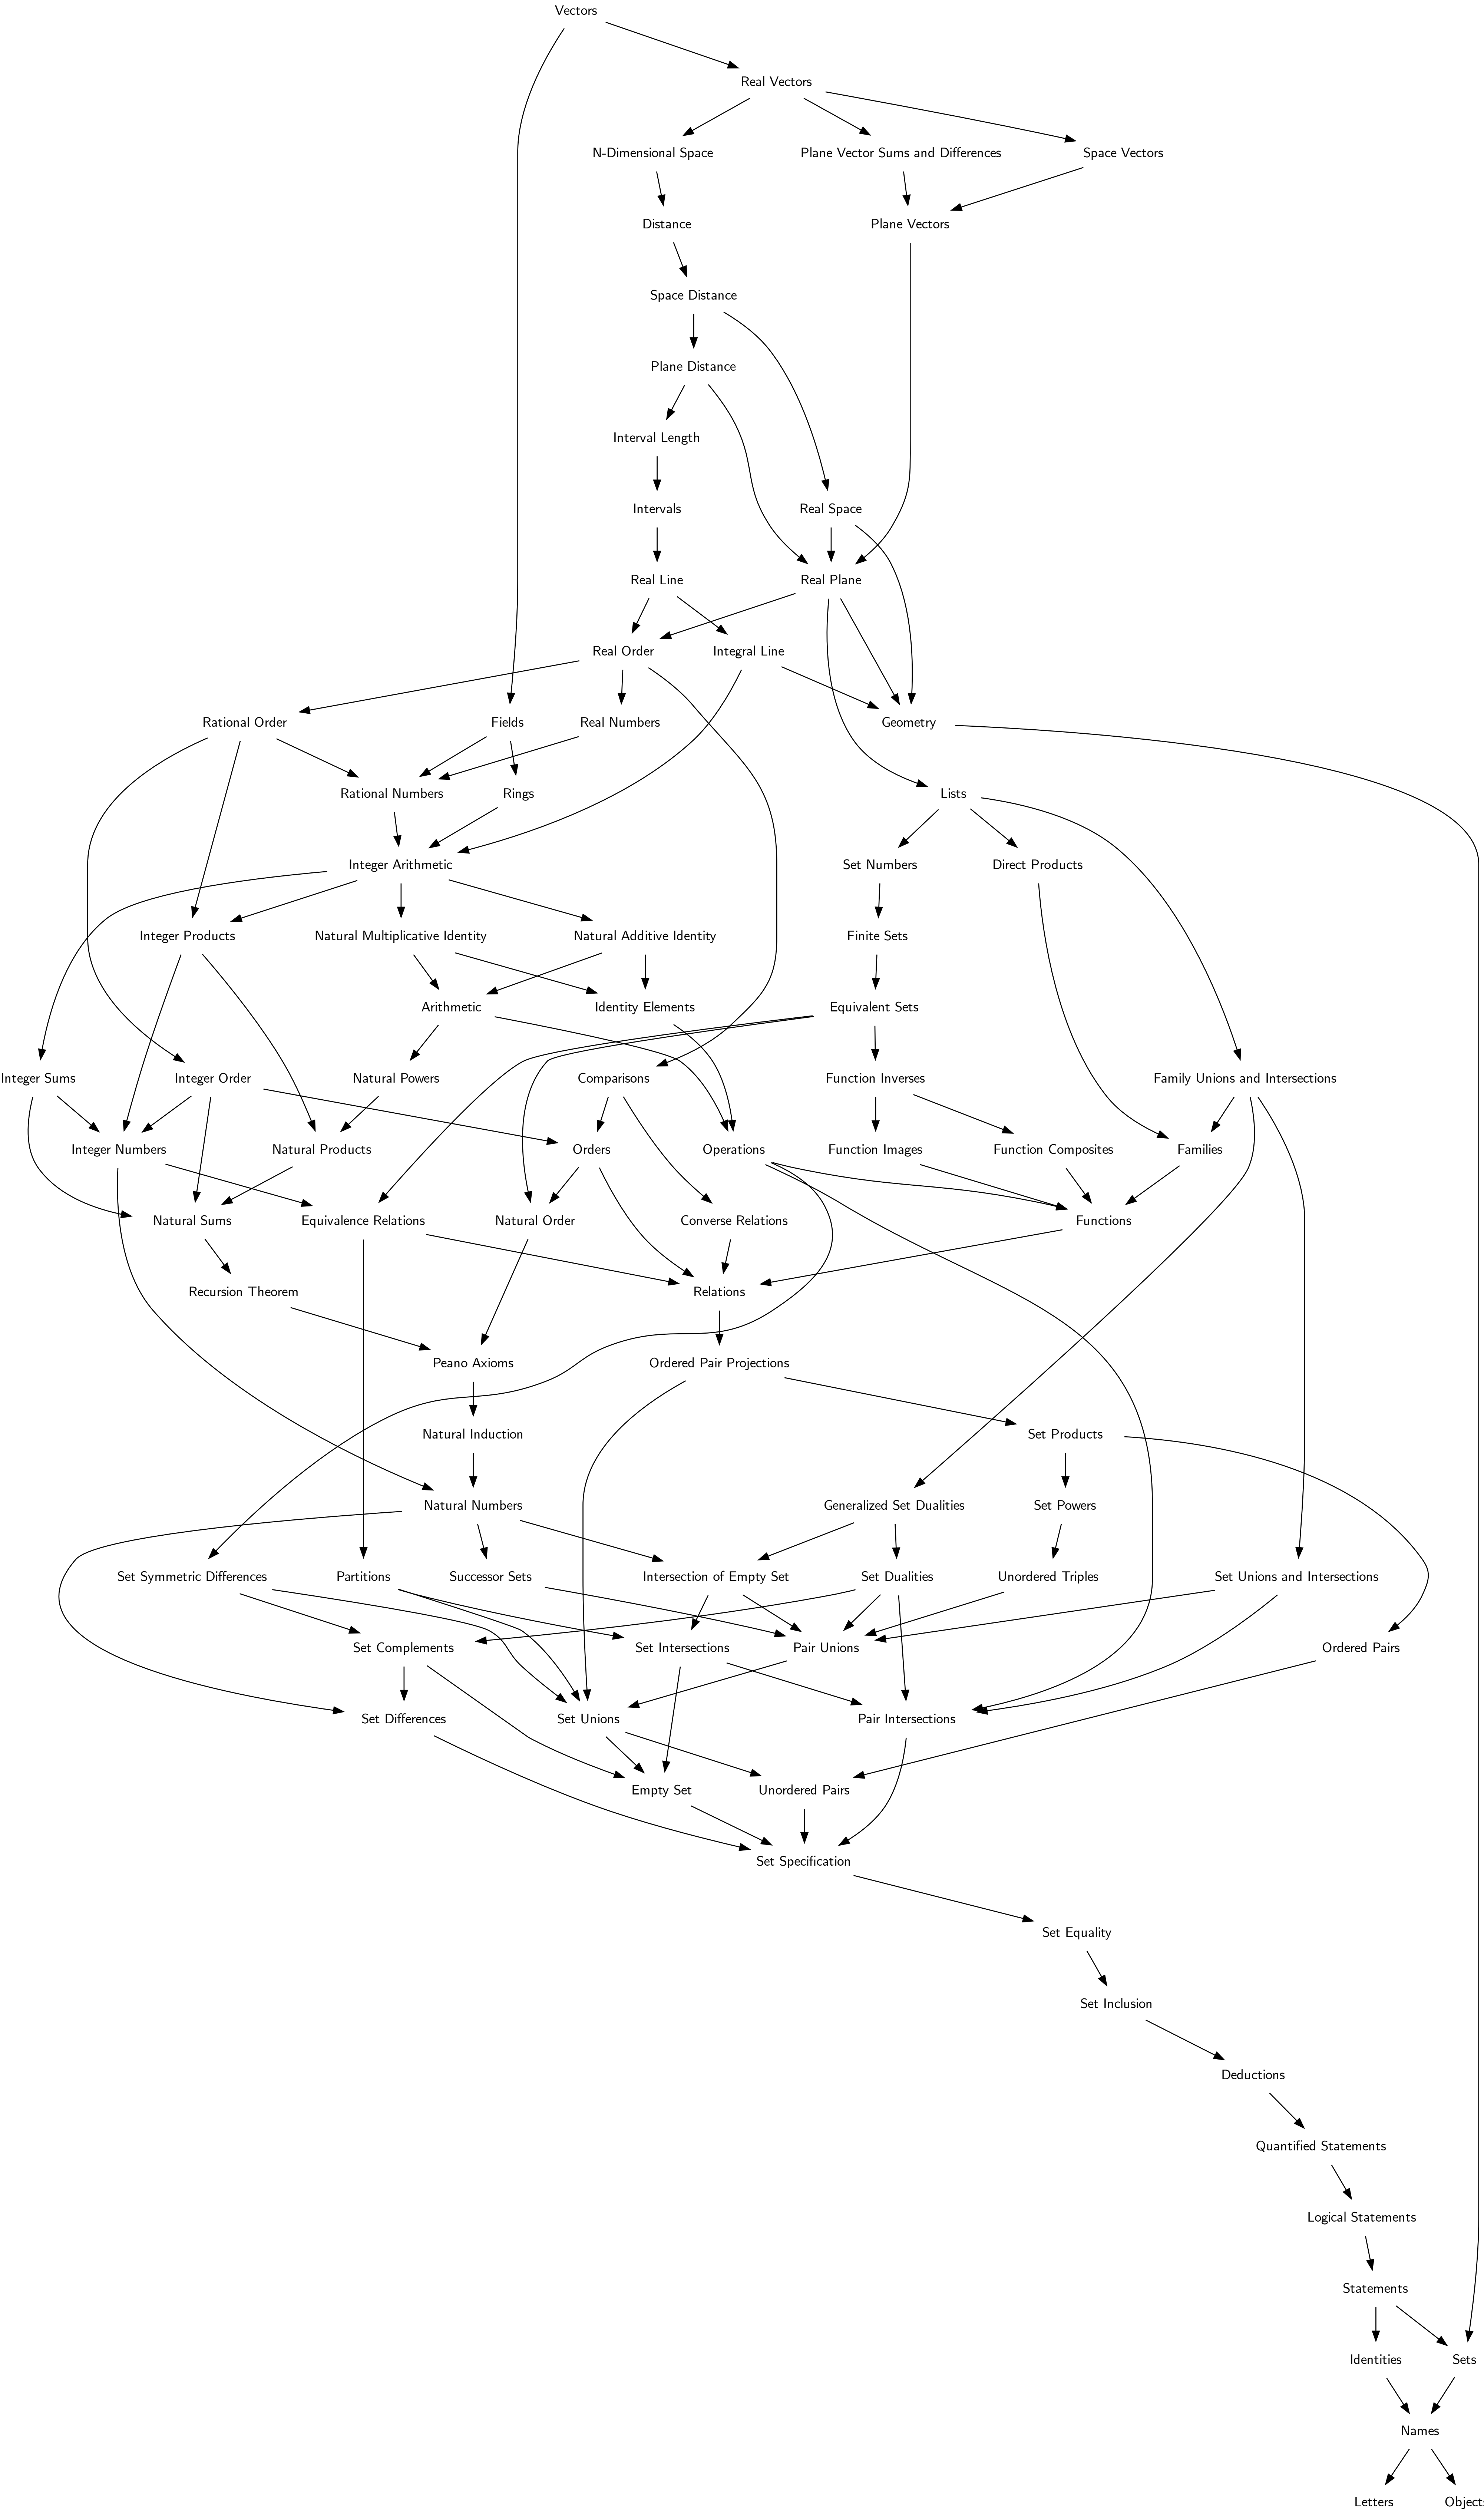 Vectors
Real Vectors
N-Dimensional Space
Plane Vector Sums and Differences
Space Vectors
Distance
Plane Vectors
Space Distance
Plane Distance
Interval Length
Intervals
Real Space
Real Line
Real Plane
Real Order
Integral Line
Rational Order
Fields
Real Numbers
Geometry
Rational Numbers
Rings
Lists
Integer Arithmetic
Set Numbers
Direct Products
Integer Products
Natural Multiplicative Identity
Natural Additive Identity
Finite Sets
Arithmetic
Identity Elements
Equivalent Sets
Integer Sums
Integer Order
Natural Powers
Comparisons
Function Inverses
Family Unions and Intersections
Integer Numbers
Natural Products
Orders
Operations
Function Images
Function Composites
Families
Natural Sums
Equivalence Relations
Natural Order
Converse Relations
Functions
Recursion Theorem
Relations
Peano Axioms
Ordered Pair Projections
Natural Induction
Set Products
Natural Numbers
Generalized Set Dualities
Set Powers
Set Symmetric Differences
Partitions
Successor Sets
Intersection of Empty Set
Set Dualities
Unordered Triples
Set Unions and Intersections
Set Complements
Set Intersections
Pair Unions
Ordered Pairs
Set Differences
Set Unions
Pair Intersections
Empty Set
Unordered Pairs
Set Specification
Set Equality
Set Inclusion
Deductions
Quantified Statements
Logical Statements
Statements
Identities
Sets
Names
Letters
Object